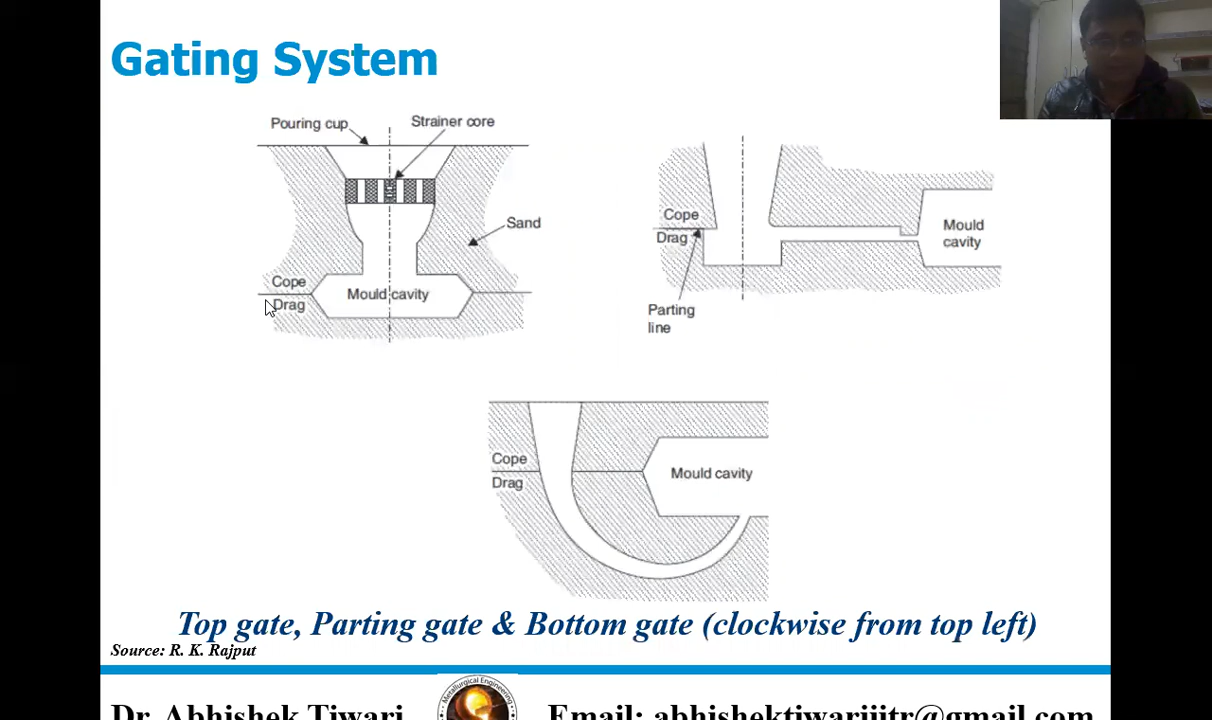 Gating System
Pouring cup
Strainer core
Sand
Cope
Drag
Mould cavity
Cope
Drag
Parting
line
Mould
cavity
Cope
Drag
Mould cavity
Top gate, Parting gate & Bottom gate (clockwise from top left)
Source: R. K. Rajput
Dr. Abhishek Tiwari
Metallurgical Engineering
Email: abhishektiwariiitr@gmail.com